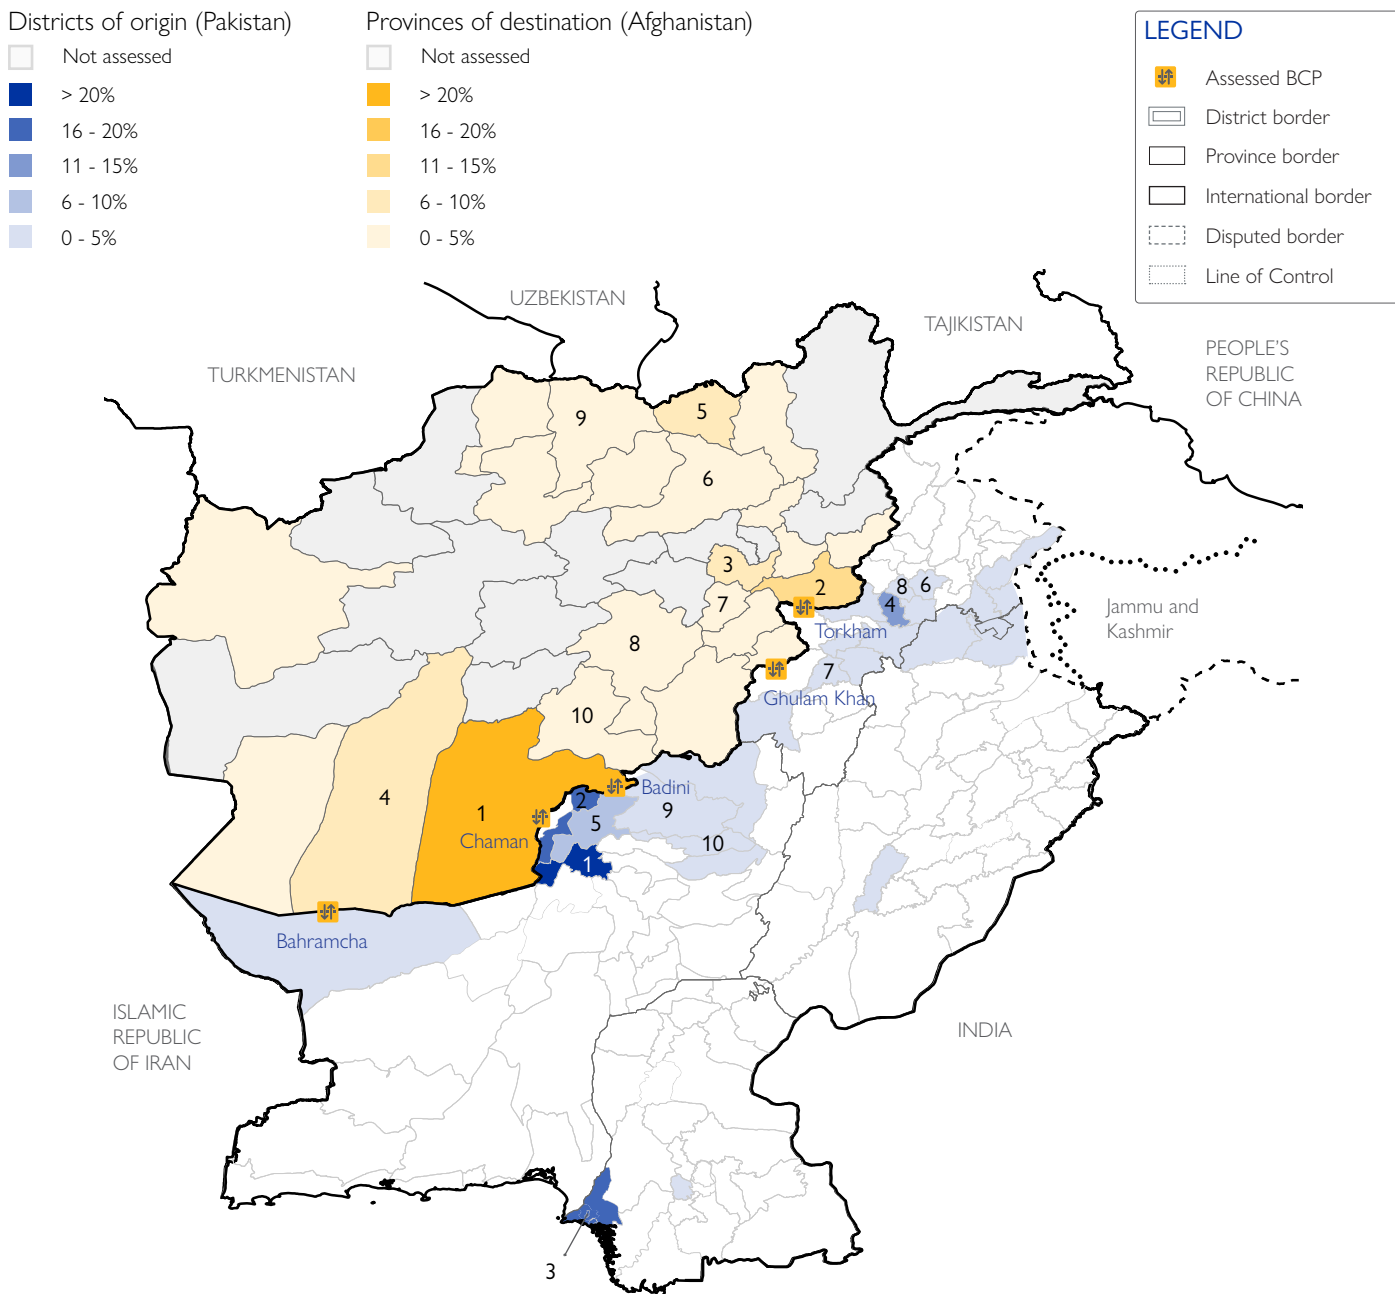 Districts of origin (Pakistan)
Not assessed
> 20%
16 - 20%
11 - 15%
6 - 10%
0 - 5%
Provinces of destination (Afghanistan)
Not assessed
> 20%
16 - 20%
11 - 15%
6 - 10%
0 - 5%
LEGEND
Assessed BCP
District border
Province border
International border
Disputed border
Line of Control
UZBEKISTAN
TAJIKISTAN
TURKMENISTAN
PEOPLE'S
REPUBLIC
OF CHINA
9
5
6
3
2
8
6
4
7
Jammu and
Kashmir
Torkham
8
7
Ghulam Khan
10
4
1
Badini
2
9
5
Chaman
10
1
Bahramcha
ISLAMIC
REPUBLIC
OF IRAN
INDIA
3